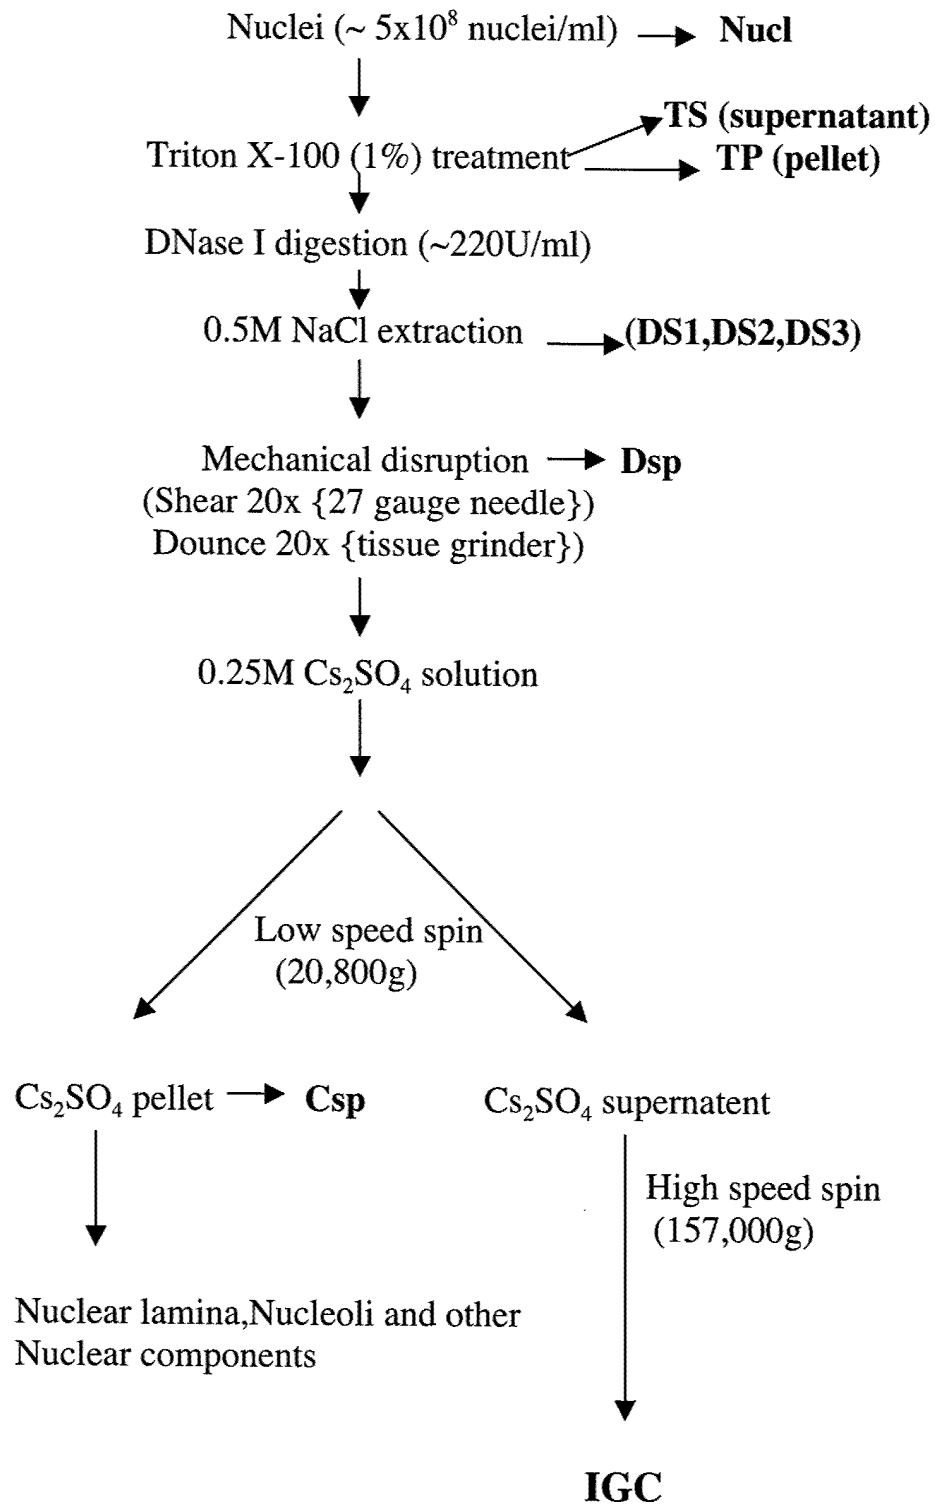 Nuclei (~ 5x10⁸ nuclei/ml) → Nucl
TS (supernatant)
Triton X-100 (1%) treatment → TP (pellet)
DNase I digestion (~220U/ml)
0.5M NaCl extraction → (DS1,DS2,DS3)
Mechanical disruption → Dsp
(Shear 20x {27 gauge needle})
Dounce 20x {tissue grinder})
0.25M Cs₂SO₄ solution
Low speed spin
(20,800g)
Cs₂SO₄ pellet → Csp
Cs₂SO₄ supernatent
High speed spin
(157,000g)
Nuclear lamina,Nucleoli and other
Nuclear components
IGC